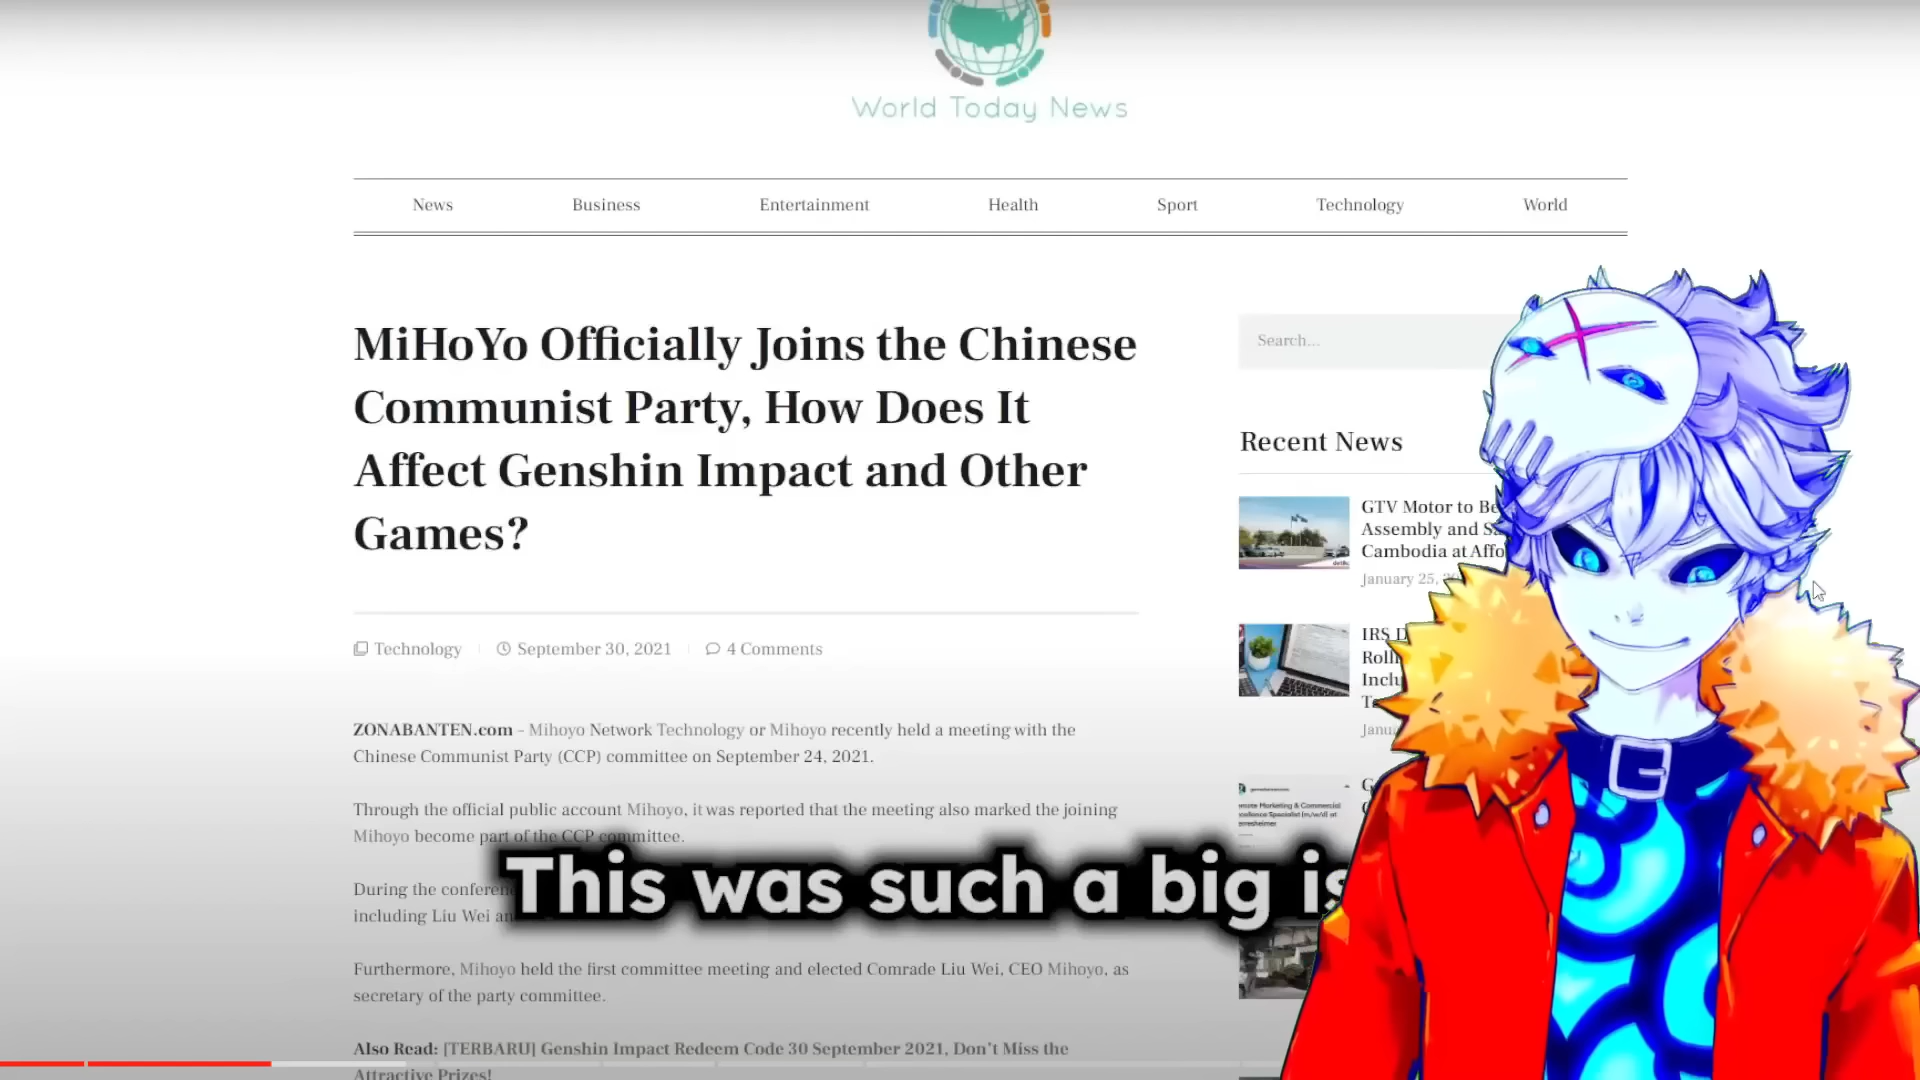 World Today News
News Business Entertainment Health Sport Technology World
MiHoYo Officially Joins the Chinese
Communist Party, How Does It
Affect Genshin Impact and Other
Games?
Technology September 30, 2021 4 Comments
ZONABANTEN.com - Mihoyo Network Technology or Mihoyo recently held a meeting with the
Chinese Communist Party (CCP) committee on September 24, 2021.
Through the official public account Mihoyo, it was reported that the meeting also marked the joining
Mihoyo become part of the CCP committee.
During the
including Liu Wei
Furthermore, Mihoyo held the first committee meeting and elected Comrade Liu Wei, CEO Mihoyo, as
secretary of the party committee.
Also Read: [TERBARU] Genshin Impact Redeem Code 30 September 2021, Don't Miss the
Attractive Prizes!
This was such a big
Search...
Recent News
GTV Motor to
Assembly and
Cambodia at
January 25,
IRS